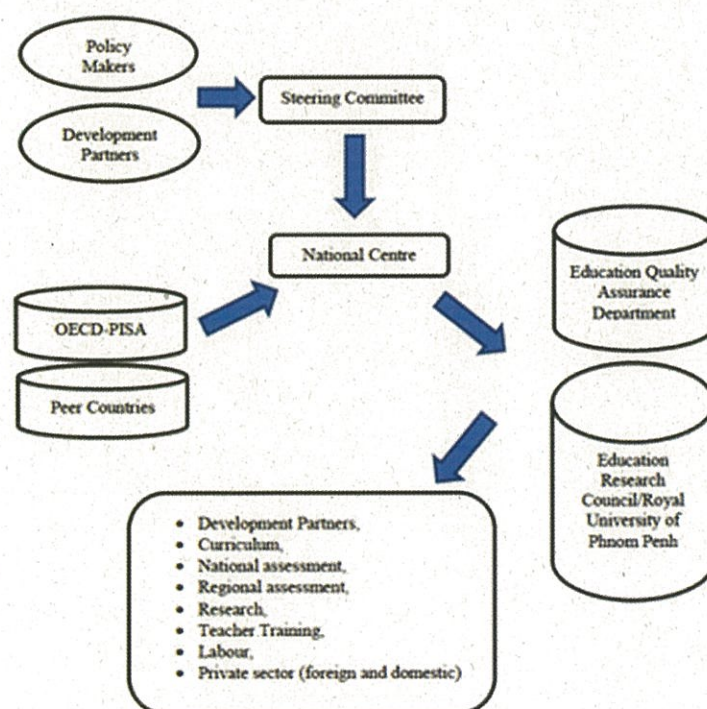 Policy
Makers
Development
Partners
Steering Committee
National Centre
OECD-PISA
Peer Countries
Education Quality
Assurance
Department
Education
Research
Council/Royal
University of
Phnom Penh
• Development Partners,
• Curriculum,
• National assessment,
• Regional assessment,
• Research,
• Teacher Training,
• Labour,
• Private sector (foreign and domestic)